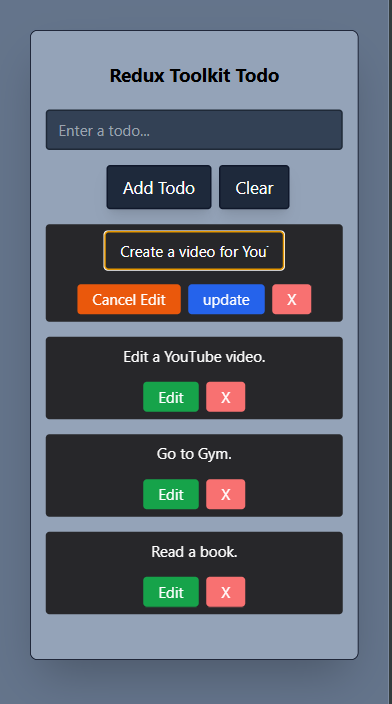 Redux Toolkit Todo
Enter a todo...
Add Todo Clear
Create a video for You
Cancel Edit update X
Edit a YouTube video.
Edit X
Go to Gym.
Edit X
Read a book.
Edit X